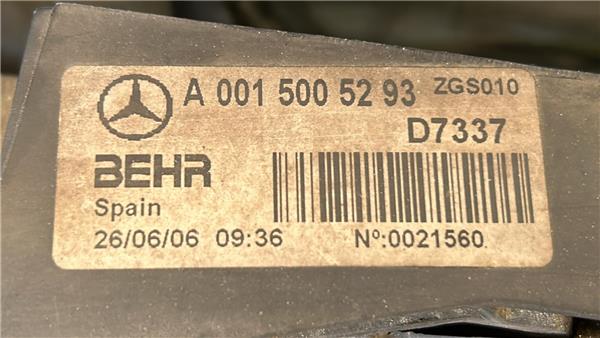 A 001 500 52 93 ZGS010
D7337
BEHR
Spain
26/06/06 09:36 Nº:0021560